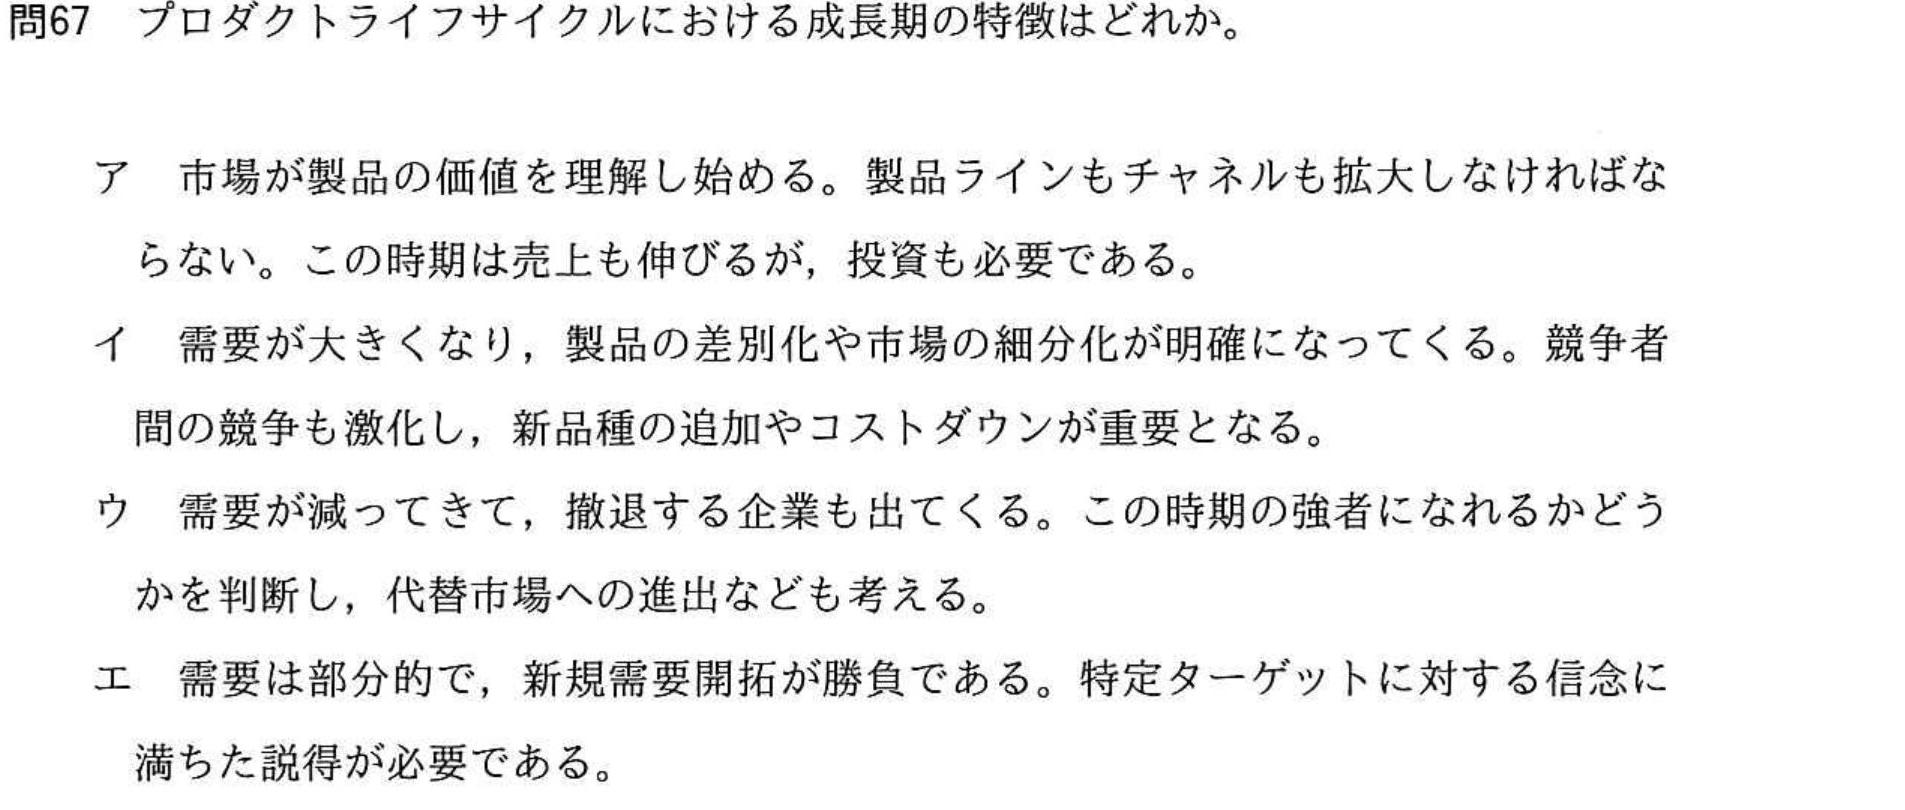 問67　プロダクトライフサイクルにおける成長期の特徴はどれか。
ア　市場が製品の価値を理解し始める。製品ラインもチャネルも拡大しなければな
らない。この時期は売上も伸びるが，投資も必要である。
イ　需要が大きくなり，製品の差別化や市場の細分化が明確になってくる。競争者
間の競争も激化し，新品種の追加やコストダウンが重要となる。
ウ　需要が減ってきて，撤退する企業も出てくる。この時期の強者になれるかどう
かを判断し，代替市場への進出なども考える。
エ　需要は部分的で，新規需要開拓が勝負である。特定ターゲットに対する信念に
満ちた説得が必要である。